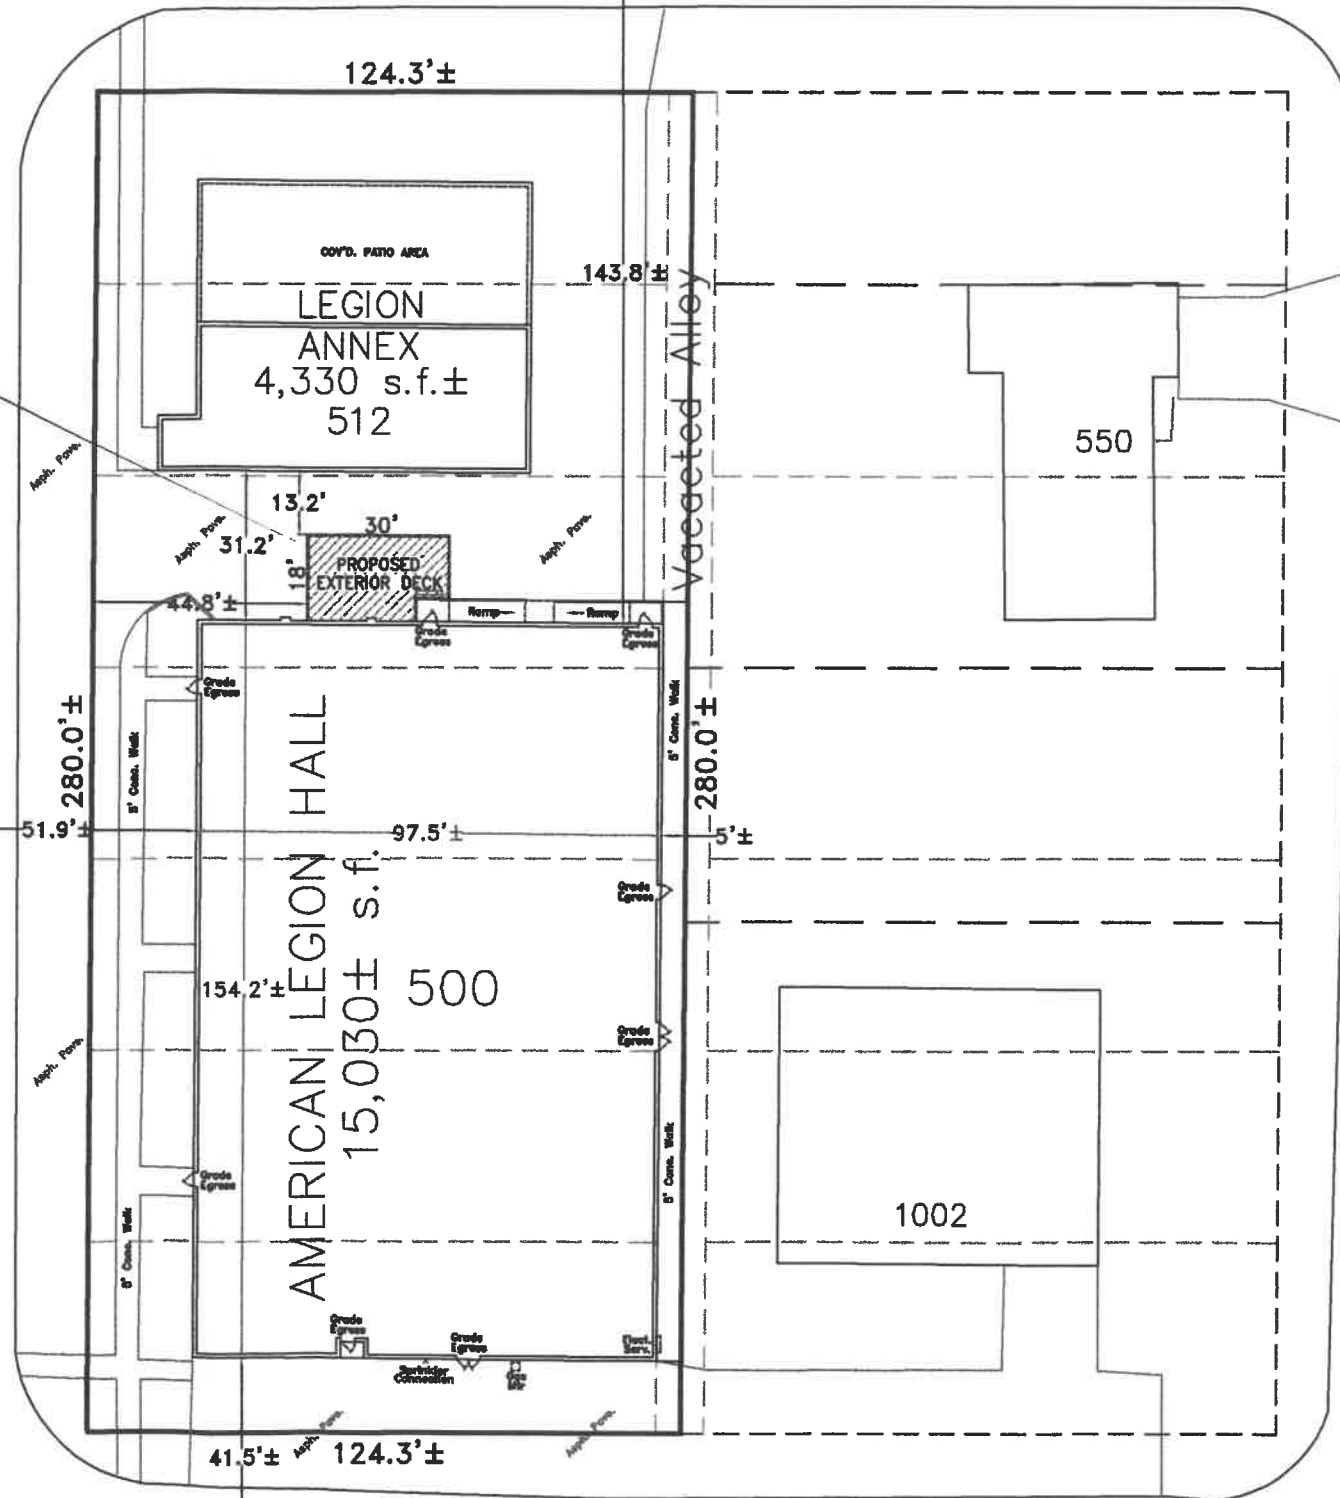 124.3'±
COV'D. PATIO AREA
143.8'±
LEGION
ANNEX
4,330 s.f.±
512
Vacacted Alley
550
Asph. Pave.
13.2'
Asph. Pave.
31.2'
30'
Asph. Pave.
18'
PROPOSED
EXTERIOR DECK
44.8'±
Ramp
Ramp
Grade
Egress
Grade
Egress
Grade
Egress
5' Conc. Walk
280.0'±
280.0'±
5' Conc. Walk
51.9'±
97.5'±
5'±
AMERICAN LEGION HALL
15,030± s.f.
Grade
Egress
154.2'±
500
Grade
Egress
Asph. Pave.
5' Conc. Walk
Grade
Egress
1002
5' Conc. Walk
Grade
Egress
Grade
Egress
Elect.
Serv.
Sprinkler
Connection
Gas
Mtr
Asph. Pave.
Asph. Pave.
41.5'±
124.3'±